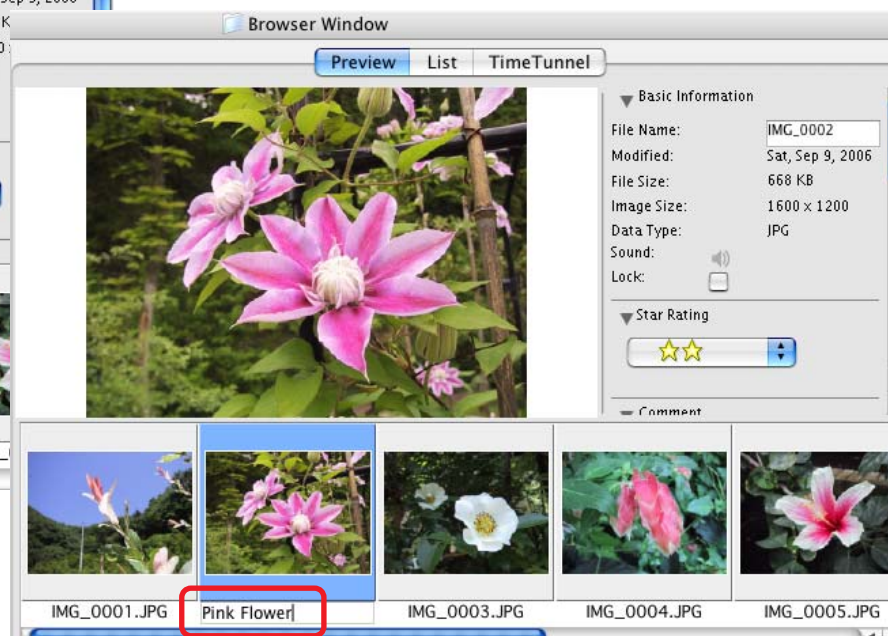 Browser Window
Preview List TimeTunnel
Basic Information
File Name: IMG_0002
Modified: Sat, Sep 9, 2006
File Size: 668 KB
Image Size: 1600 x 1200
Data Type: JPG
Sound:
Lock:
Star Rating
Comment
IMG_0001.JPG Pink Flower IMG_0003.JPG IMG_0004.JPG IMG_0005.JPG